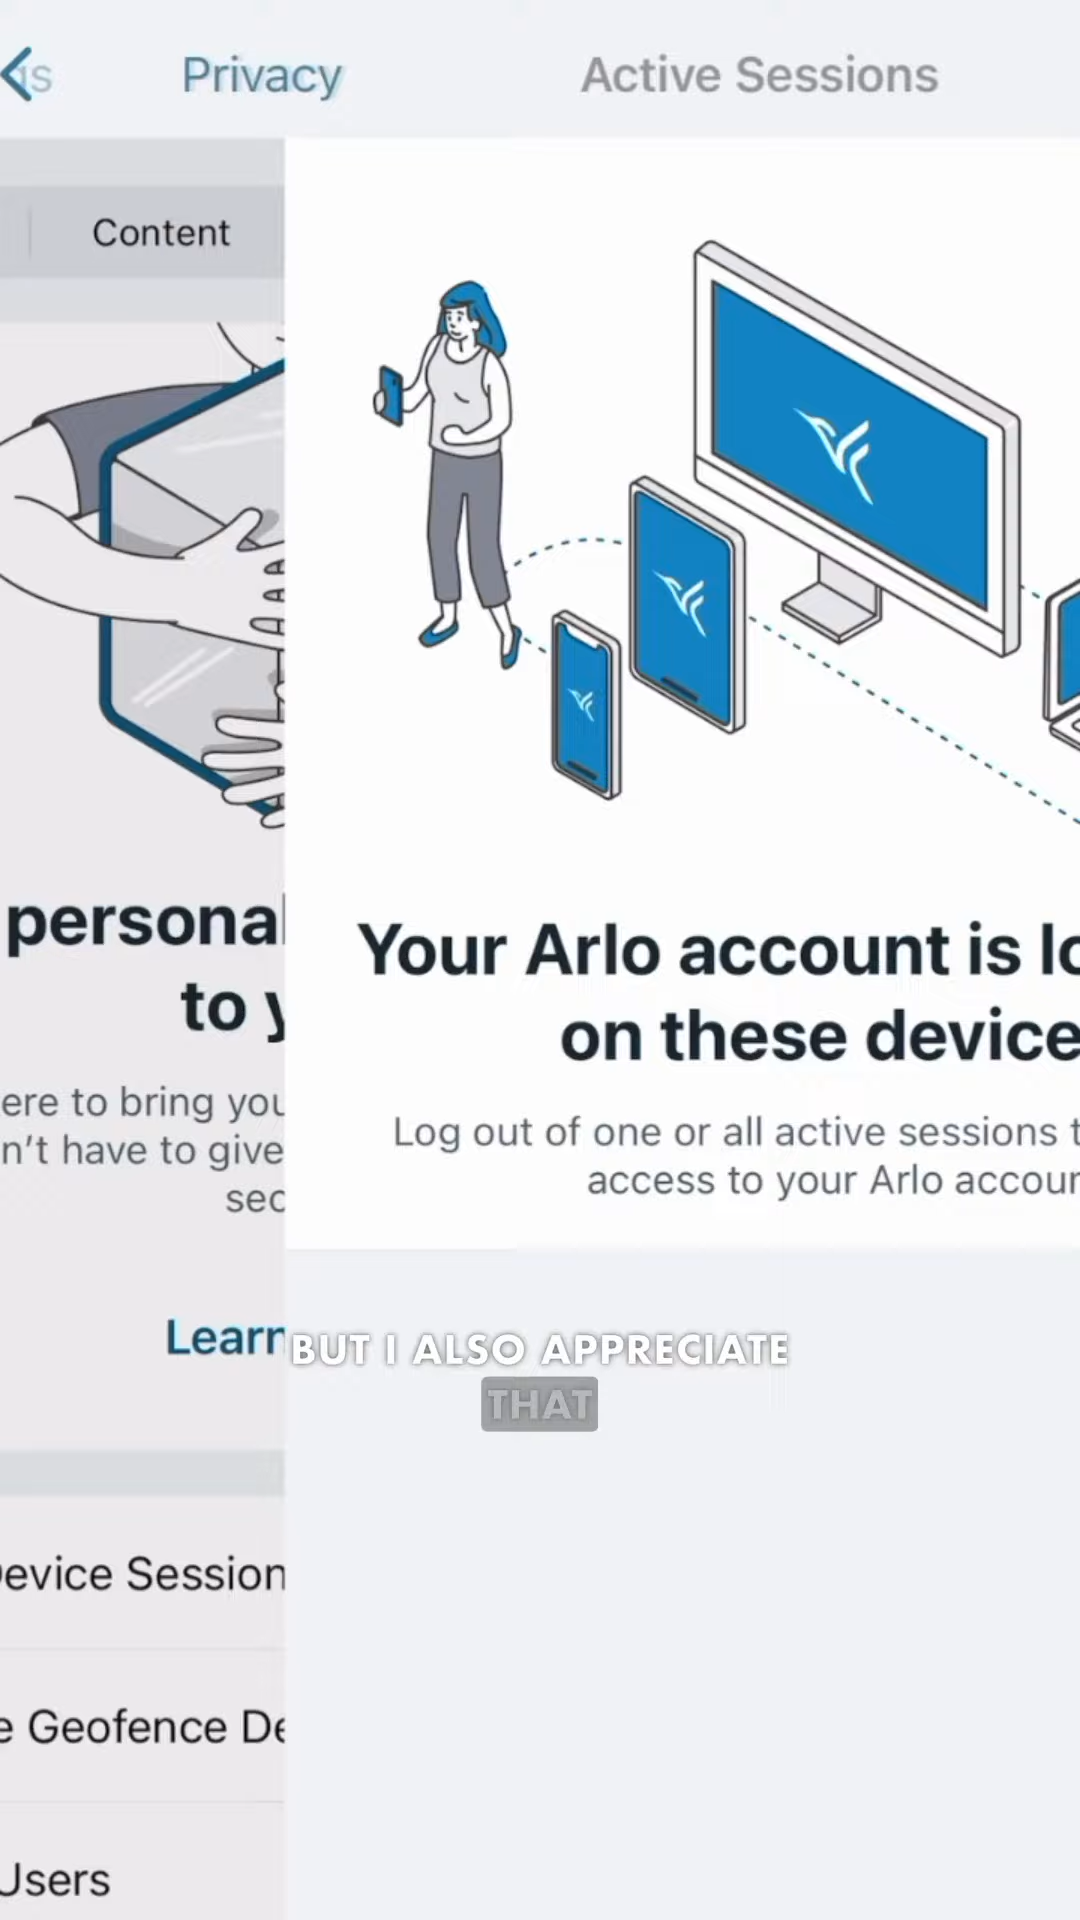 Privacy
Active Sessions
Content
personal
to y
ere to bring you
n't have to give
sec
Learn
Your Arlo account is lo
on these device
Log out of one or all active sessions t
access to your Arlo accour
BUT I ALSO APPRECIATE
THAT
evice Session
e Geofence De
Users